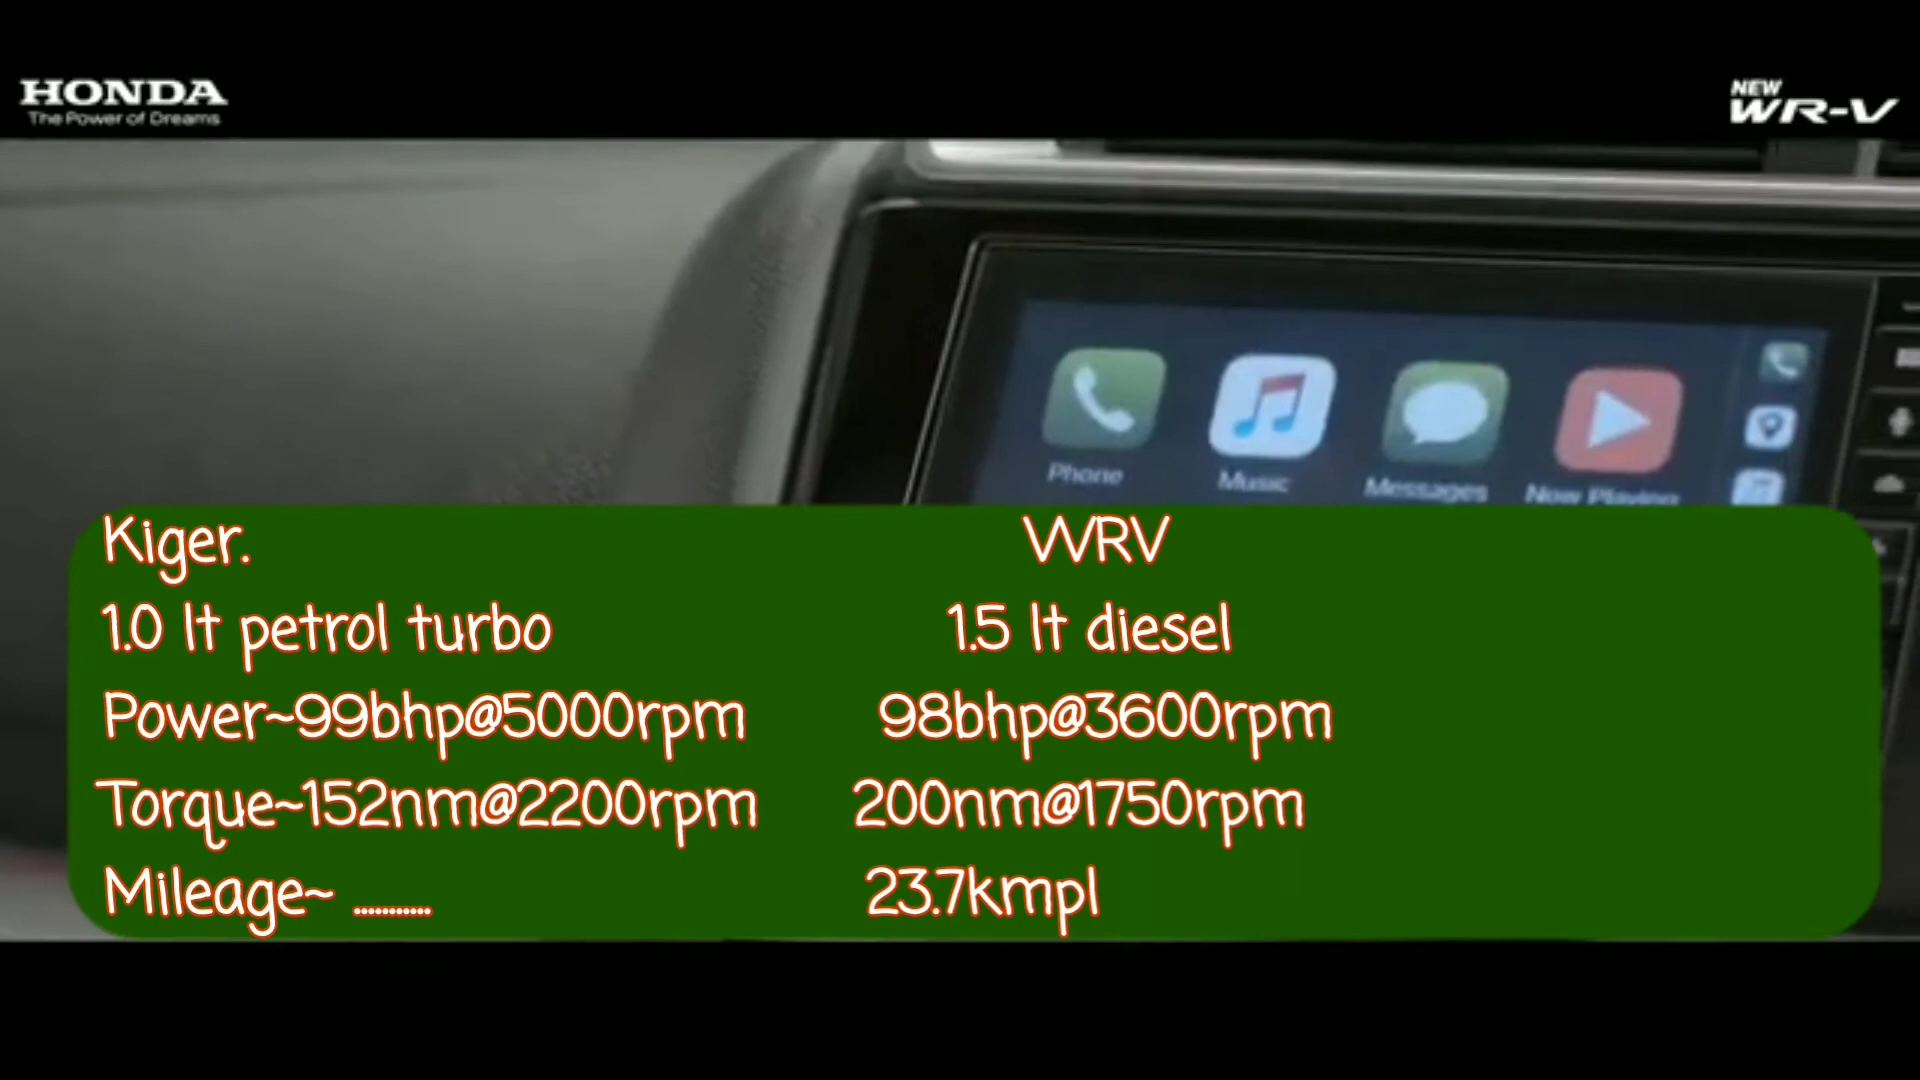 HONDA
The Power of Dreams
NEW
WR-V
Phone
Music
Messages
Now Playing
Kiger. WRV
1.0 lt petrol turbo 1.5 lt diesel
Power~99bhp@5000rpm 98bhp@3600rpm
Torque~152nm@2200rpm 200nm@1750rpm
Mileage~ ........... 23.7kmpl